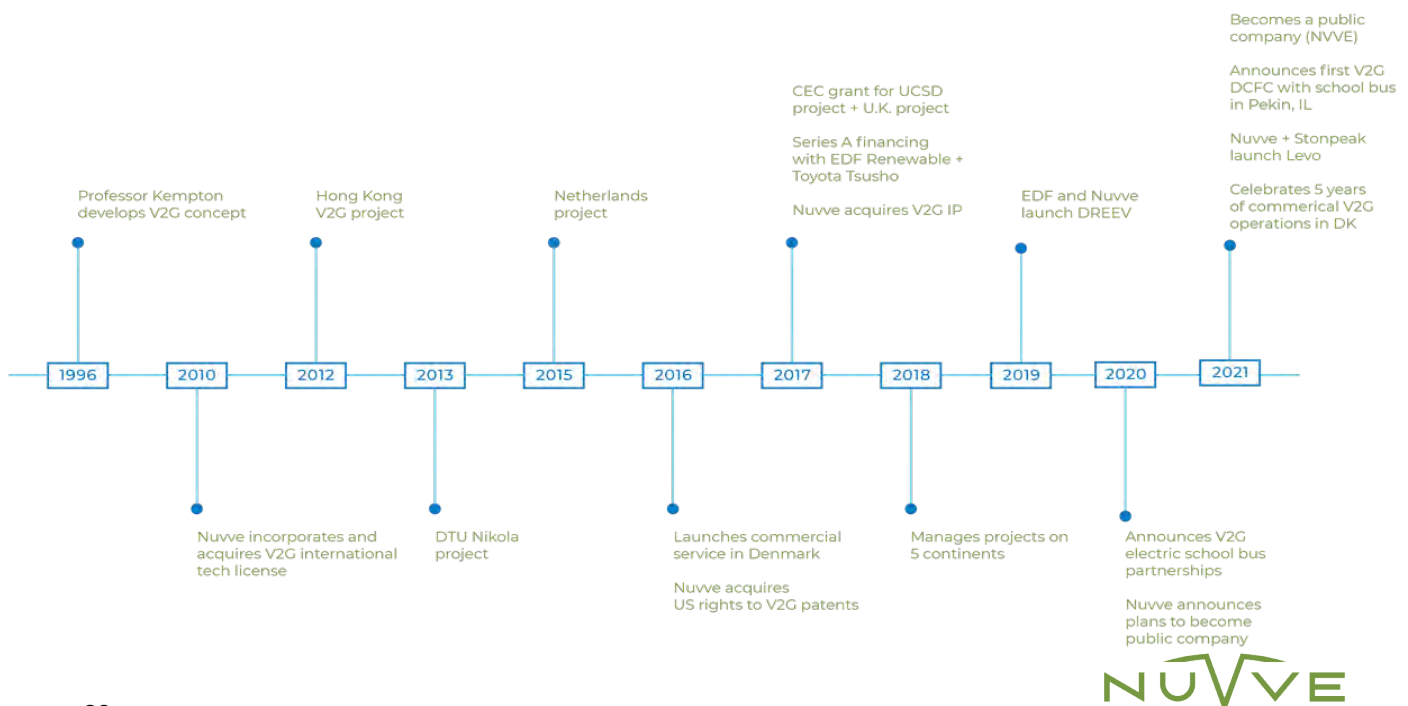 Becomes a public
company (NVVE)
Announces first V2G
DCFC with school bus
in Pekin, IL
Nuvve + Stonpeak
launch Levo
Celebrates 5 years
of commerical V2G
operations in DK
CEC grant for UCSD
project + U.K. project
Series A financing
with EDF Renewable +
Toyota Tsusho
Nuvve acquires V2G IP
Professor Kempton
develops V2G concept
Hong Kong
V2G project
Netherlands
project
EDF and Nuvve
launch DREEV
1996
2010
2012
2013
2015
2016
2017
2018
2019
2020
2021
Nuvve incorporates and
acquires V2G international
tech license
DTU Nikola
project
Launches commercial
service in Denmark
Nuvve acquires
US rights to V2G patents
Manages projects on
5 continents
Announces V2G
electric school bus
partnerships
Nuvve announces
plans to become
public company
NUVVE